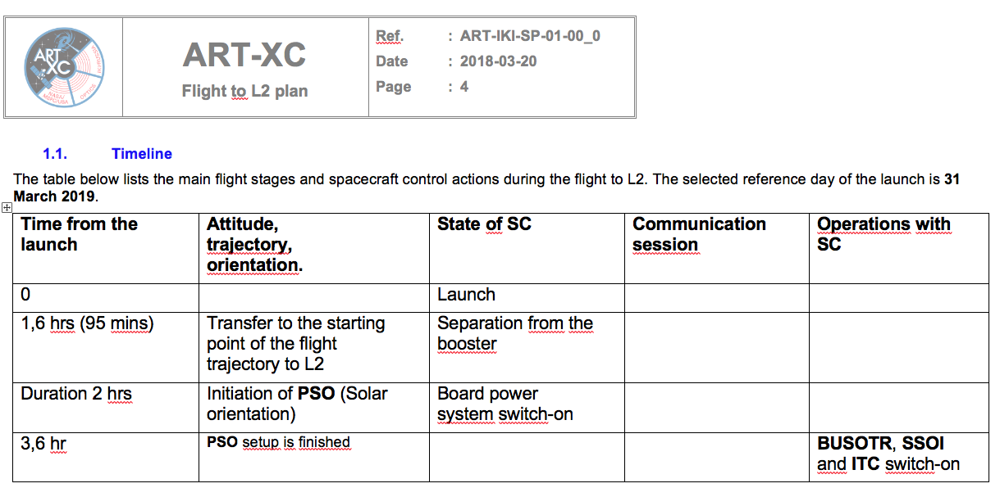 ART
XC
IKI/RUSSIA
NASA/
MSFC/USA
OPTICS
ART-XC
Flight to L2 plan
Ref. : ART-IKI-SP-01-00_0
Date : 2018-03-20
Page : 4
1.1. Timeline
The table below lists the main flight stages and spacecraft control actions during the flight to L2. The selected reference day of the launch is 31
March 2019.
Time from the
launch
Attitude,
trajectory,
orientation.
State of SC
Communication
session
Operations with
SC
0
Launch
1,6 hrs (95 mins)
Transfer to the starting
point of the flight
trajectory to L2
Separation from the
booster
Duration 2 hrs
Initiation of PSO (Solar
orientation)
Board power
system switch-on
3,6 hr
PSO setup is finished
BUSOTR, SSOI
and ITC switch-on